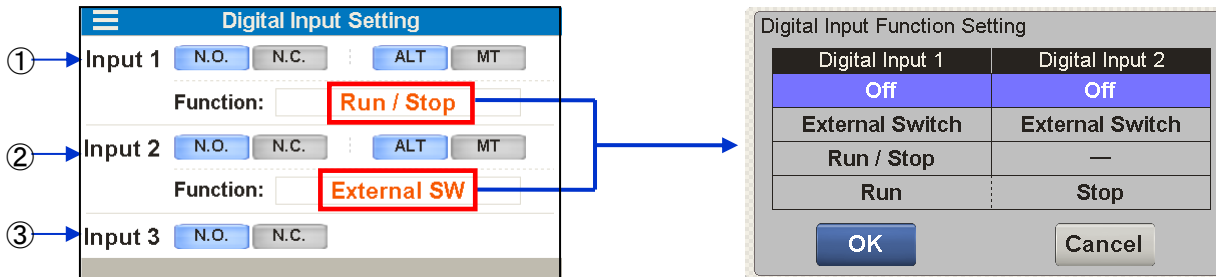 Digital Input Setting
① Input 1 N.O. N.C. ALT MT
Function: Run / Stop
② Input 2 N.O. N.C. ALT MT
Function: External SW
③ Input 3 N.O. N.C.
Digital Input Function Setting
Digital Input 1 Digital Input 2
Off Off
External Switch External Switch
Run / Stop —
Run Stop
OK Cancel